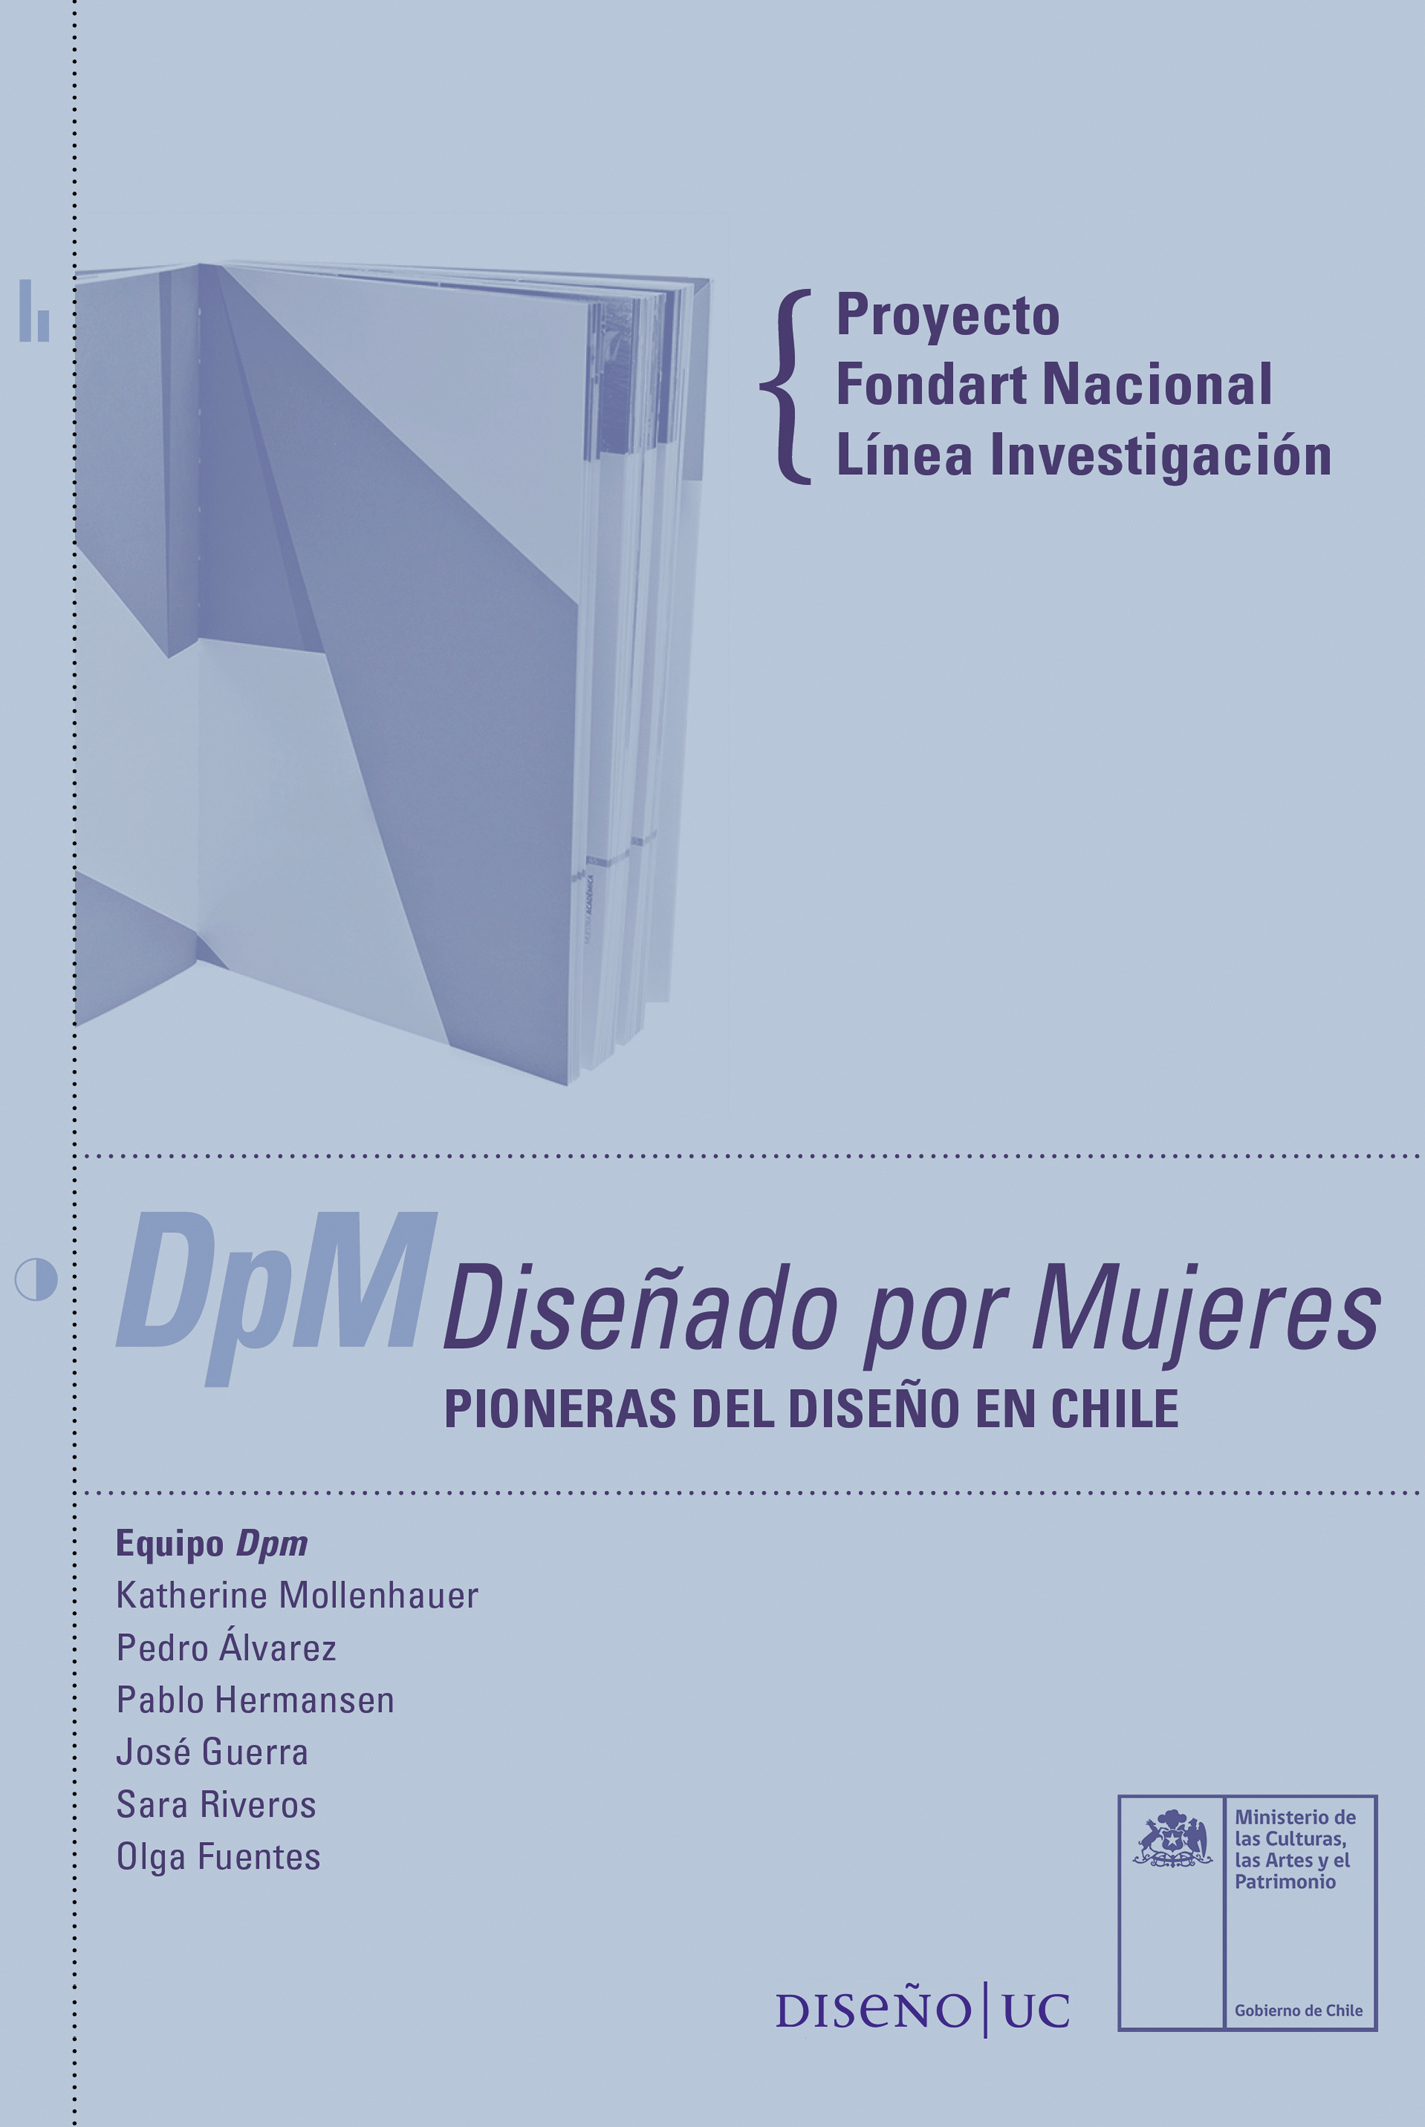 Proyecto
Fondart Nacional
Línea Investigación
ACADÉMICA
DpM Diseñado por Mujeres
PIONERAS DEL DISEÑO EN CHILE
Equipo Dpm
Katherine Mollenhauer
Pedro Álvarez
Pablo Hermansen
José Guerra
Sara Riveros
Olga Fuentes
Ministerio de
las Culturas,
las Artes y el
Patrimonio
Gobierno de Chile
DISeÑO|UC